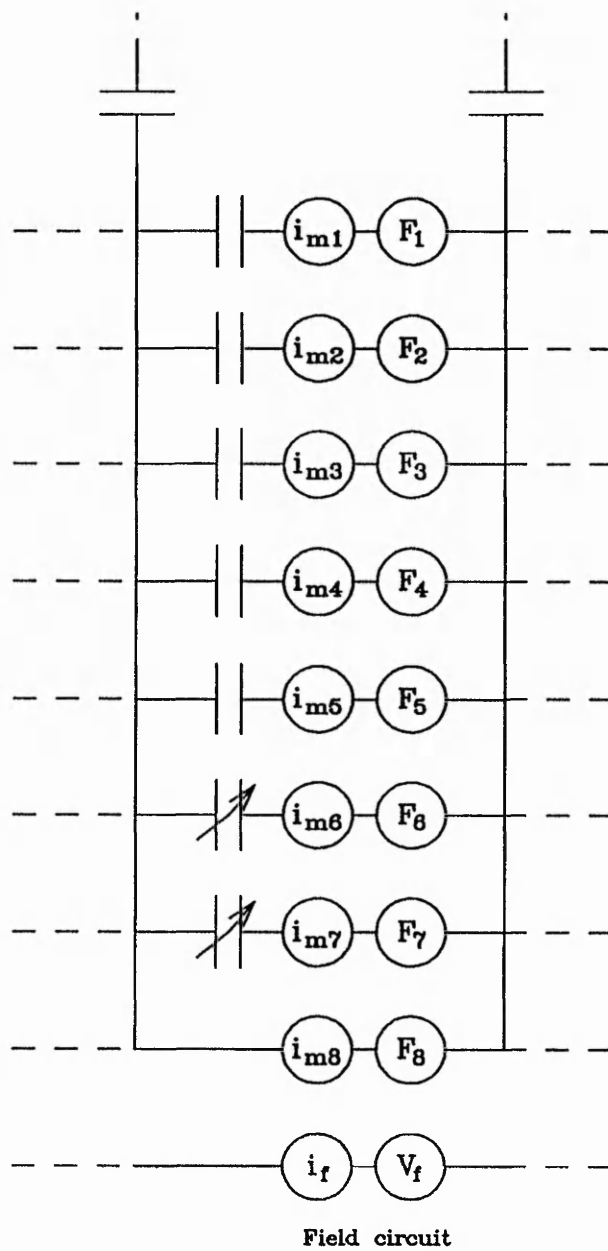 i_m1 F_1
i_m2 F_2
i_m3 F_3
i_m4 F_4
i_m5 F_5
i_m6 F_6
i_m7 F_7
i_m8 F_8
i_f V_f
Field circuit